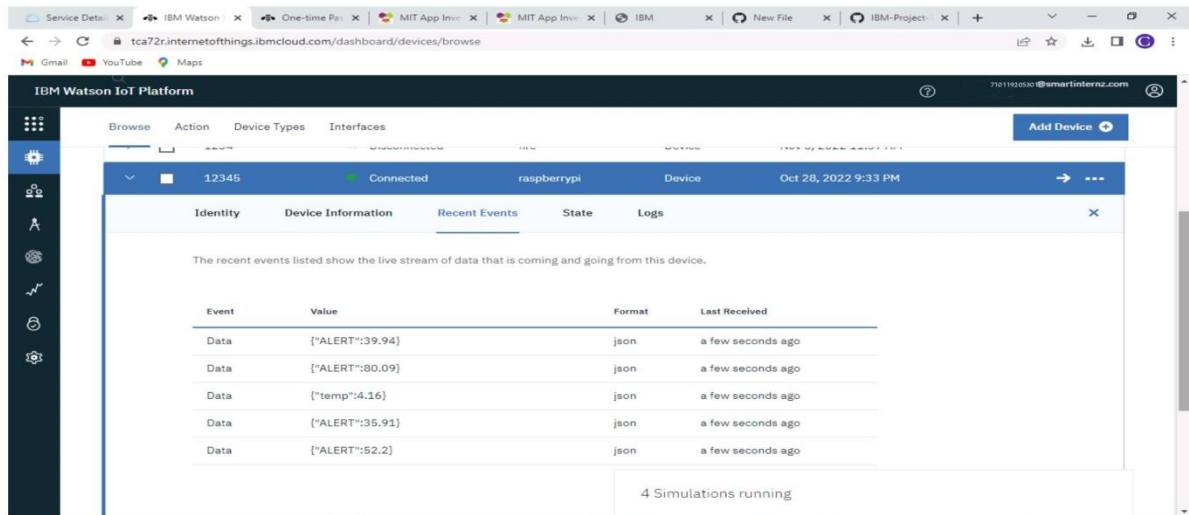 Service Detail IBM Watson One-time Pas MIT App Inve MIT App Inve IBM New File IBM-Project-
tca72r.internetofthings.ibmcloud.com/dashboard/devices/browse
Gmail YouTube Maps
IBM Watson IoT Platform
710119205301@smartinternz.com
Browse Action Device Types Interfaces
Add Device
12345 Connected raspberrypi Device Oct 28, 2022 9:33 PM
Identity Device Information Recent Events State Logs
The recent events listed show the live stream of data that is coming and going from this device.
Event Value Format Last Received
Data {"ALERT":39.94} json a few seconds ago
Data {"ALERT":80.09} json a few seconds ago
Data {"temp":4.16} json a few seconds ago
Data {"ALERT":35.91} json a few seconds ago
Data {"ALERT":52.2} json a few seconds ago
4 Simulations running